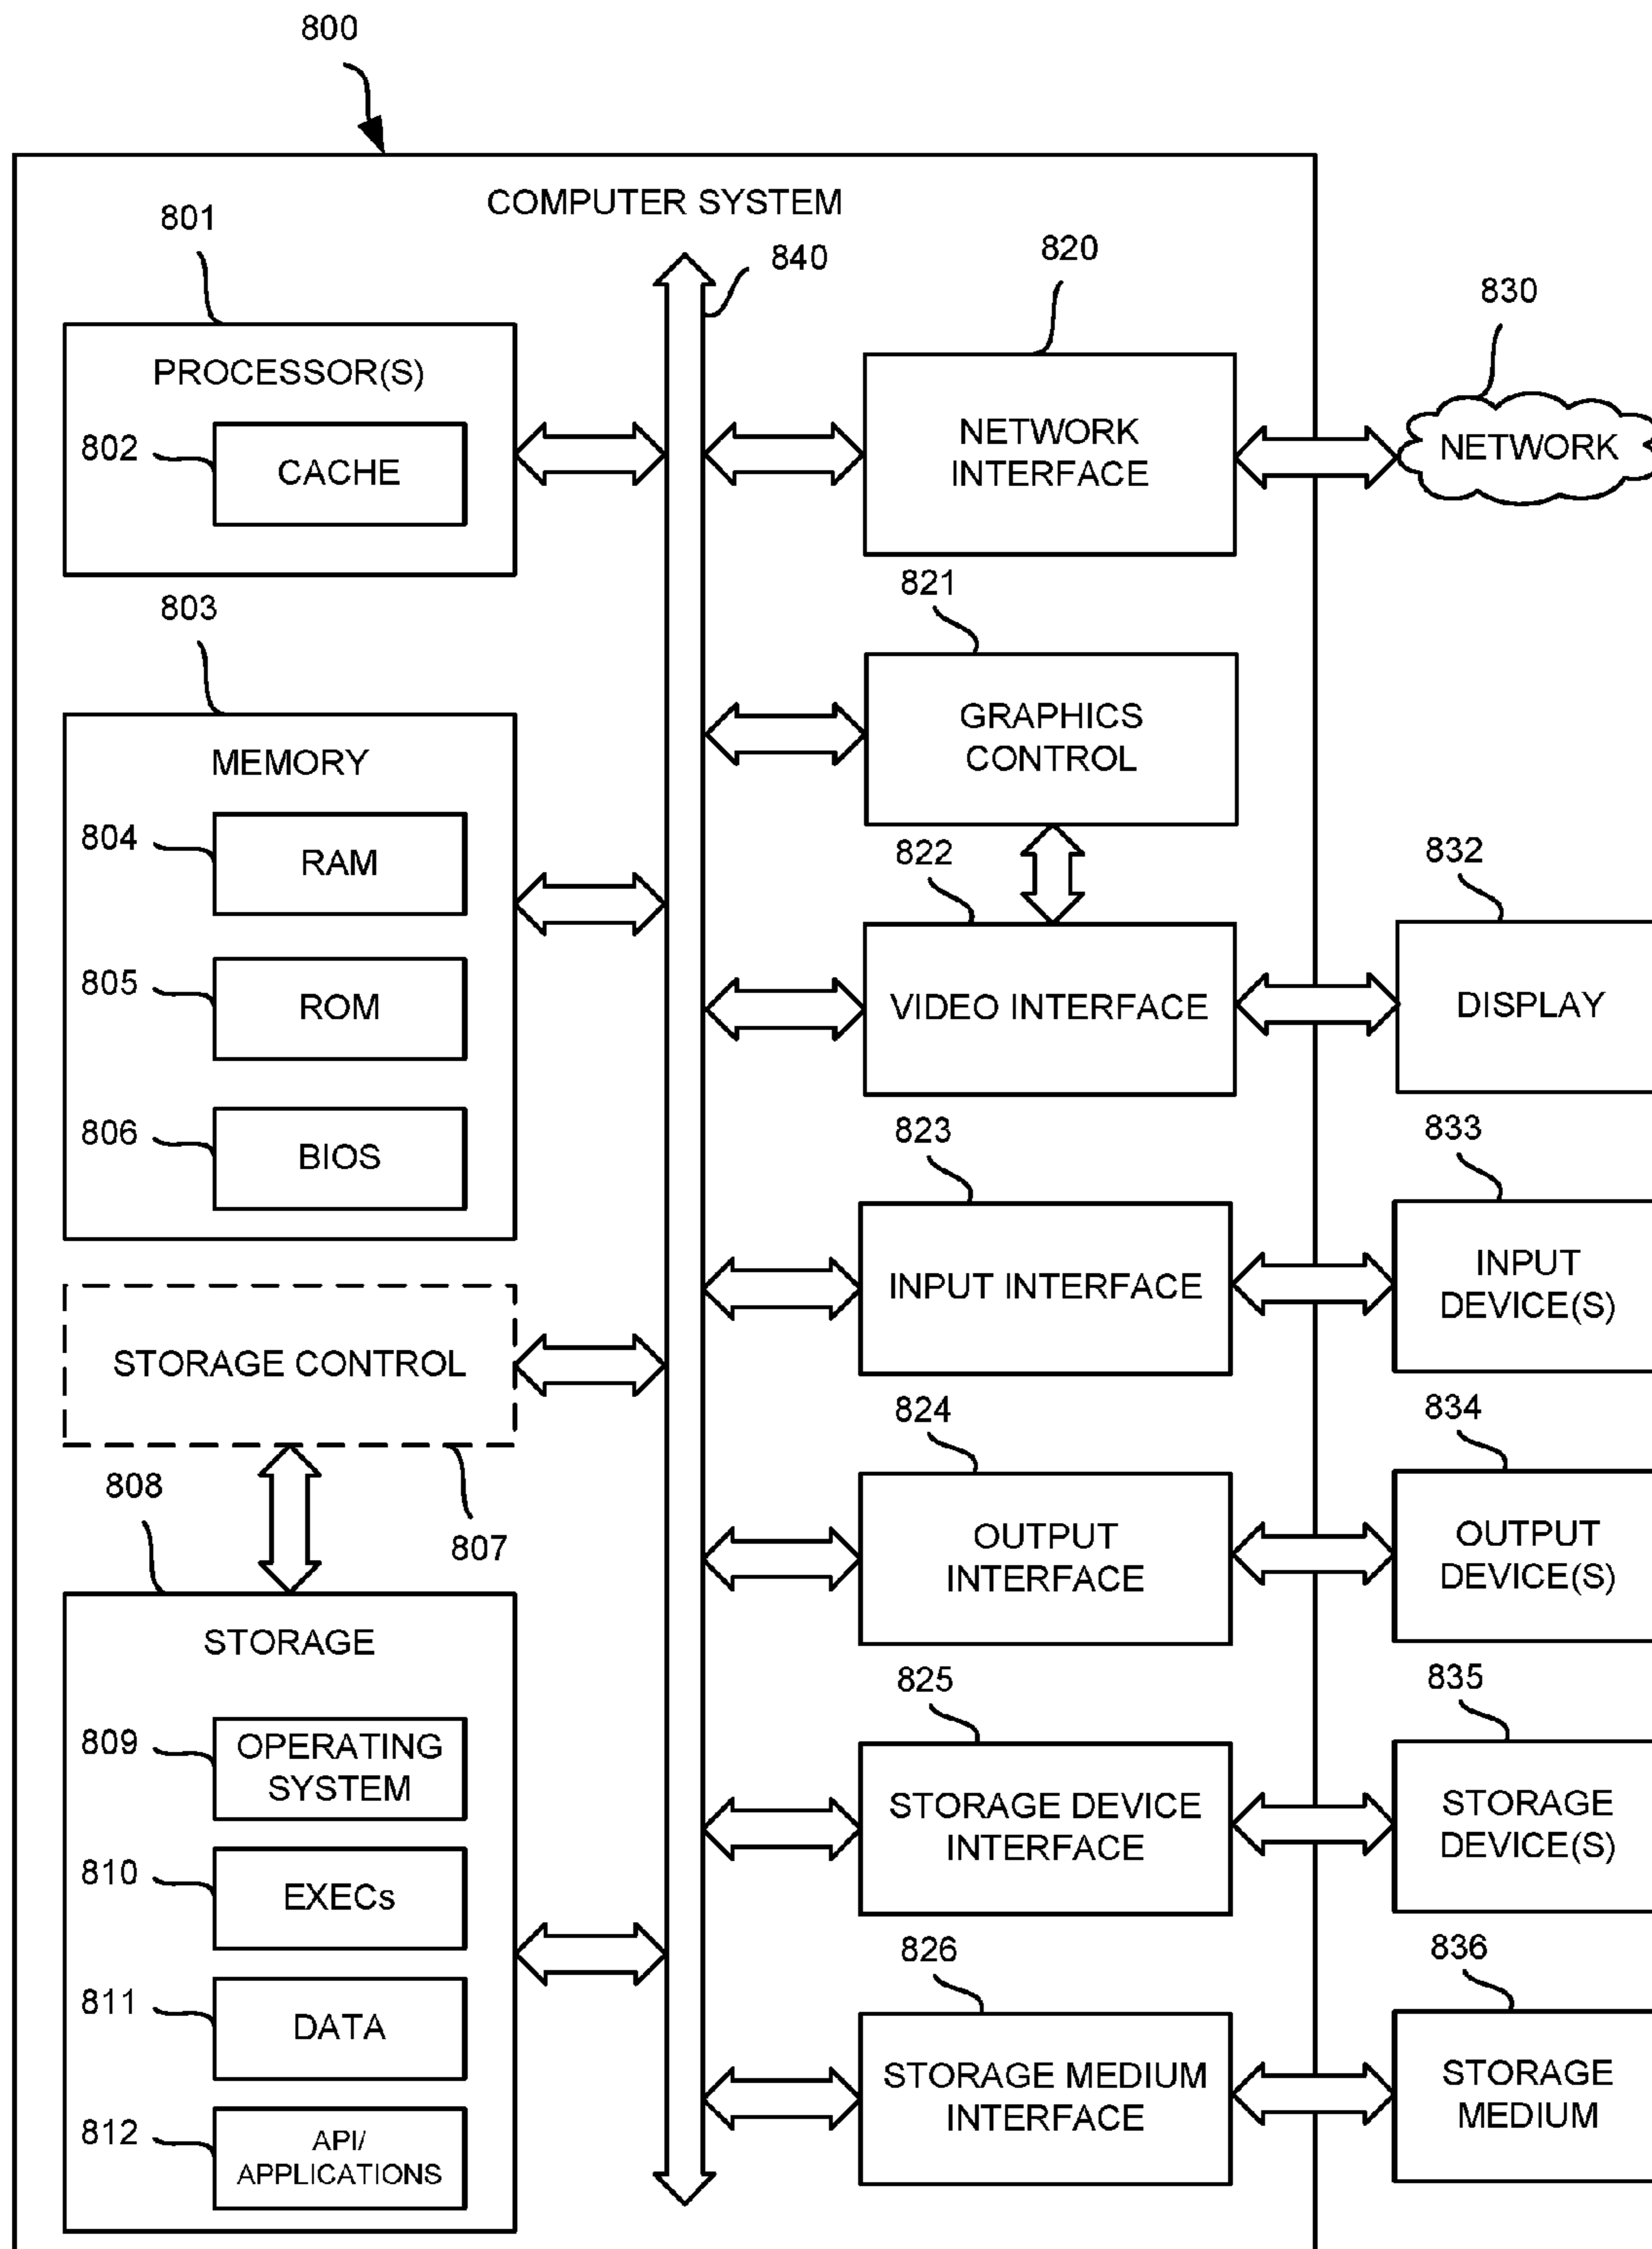 800
COMPUTER SYSTEM
801
840
820
830
PROCESSOR(S)
802
CACHE
NETWORK
INTERFACE
NETWORK
821
803
GRAPHICS
CONTROL
MEMORY
804
RAM
822
832
805
ROM
VIDEO INTERFACE
DISPLAY
806
BIOS
823
833
INPUT INTERFACE
INPUT
DEVICE(S)
STORAGE CONTROL
824
834
808
807
OUTPUT
INTERFACE
OUTPUT
DEVICE(S)
STORAGE
825
835
809
OPERATING
SYSTEM
STORAGE DEVICE
INTERFACE
STORAGE
DEVICE(S)
810
EXECs
826
836
811
DATA
STORAGE MEDIUM
INTERFACE
STORAGE
MEDIUM
812
API/
APPLICATIONS